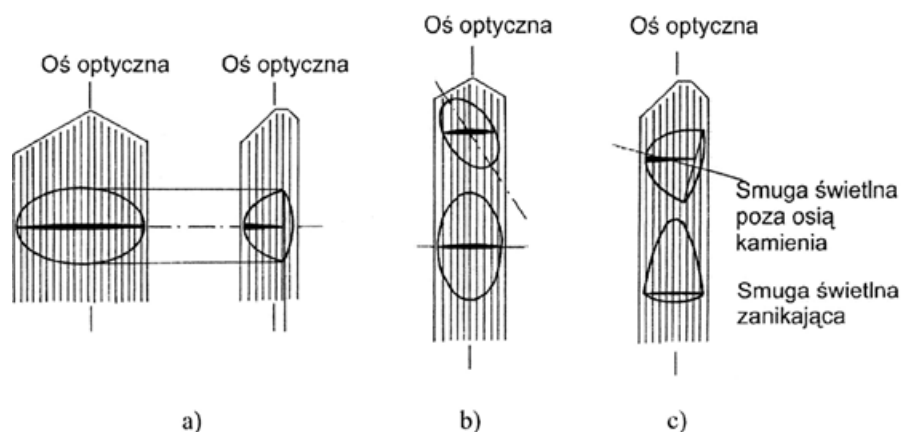 Oś optyczna
Oś optyczna
Oś optyczna
Oś optyczna
Smuga świetlna
poza osią
kamienia
Smuga świetlna
zanikająca
a)
b)
c)